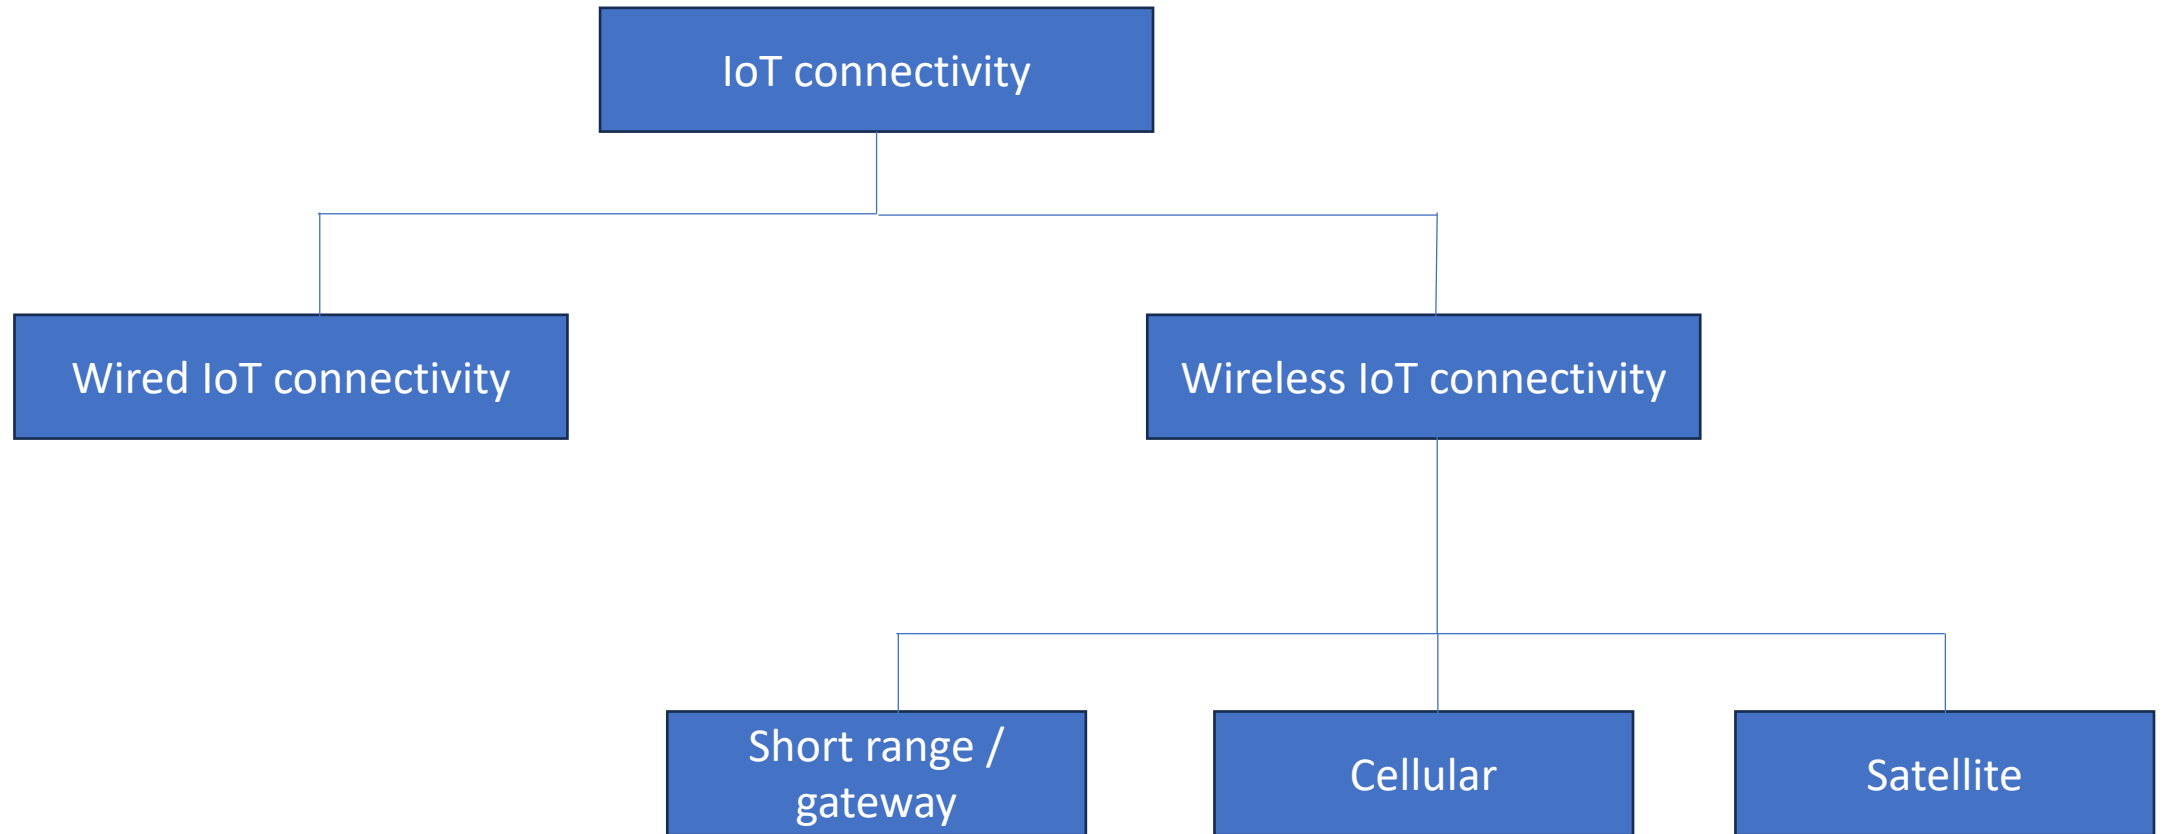 IoT connectivity
Wired IoT connectivity
Wireless IoT connectivity
Short range /
gateway
Cellular
Satellite